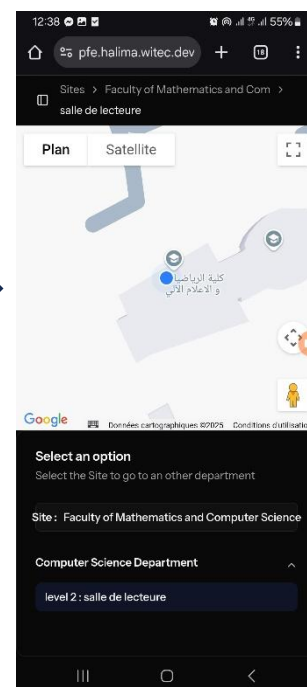 12:38 4G 55%
pfe.halima.witec.dev + 18
Sites > Faculty of Mathematics and Com >
salle de lecteure
Plan Satellite
كلية الرياضيات
و الاعلام الآلي
Google Données cartographiques ©2025 Conditions d'utilisatio
Select an option
Select the Site to go to an other department
Site : Faculty of Mathematics and Computer Science
Computer Science Department
level 2 : salle de lecteure